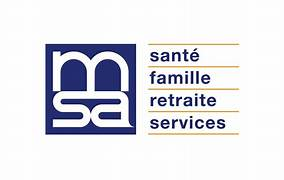 msa
santé
famille
retraite
services